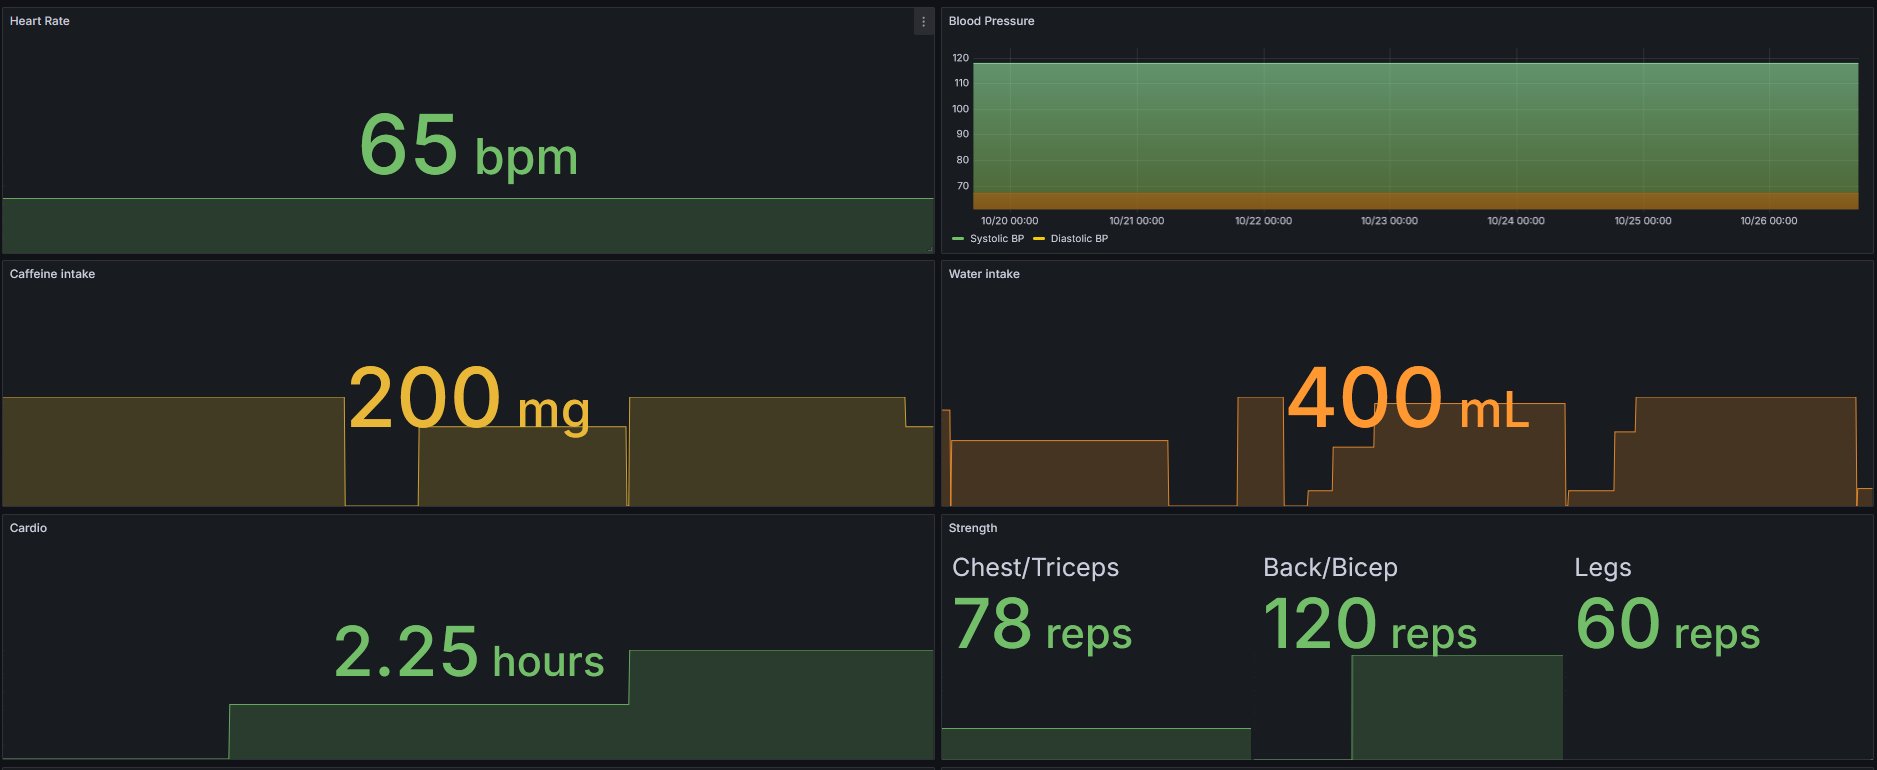 Heart Rate
65 bpm
Blood Pressure
120
110
100
90
80
70
10/20 00:00
10/21 00:00
10/22 00:00
10/23 00:00
10/24 00:00
10/25 00:00
10/26 00:00
Systolic BP
Diastolic BP
Caffeine intake
200 mg
Water intake
400 mL
Cardio
2.25 hours
Strength
Chest/Triceps
78 reps
Back/Bicep
120 reps
Legs
60 reps